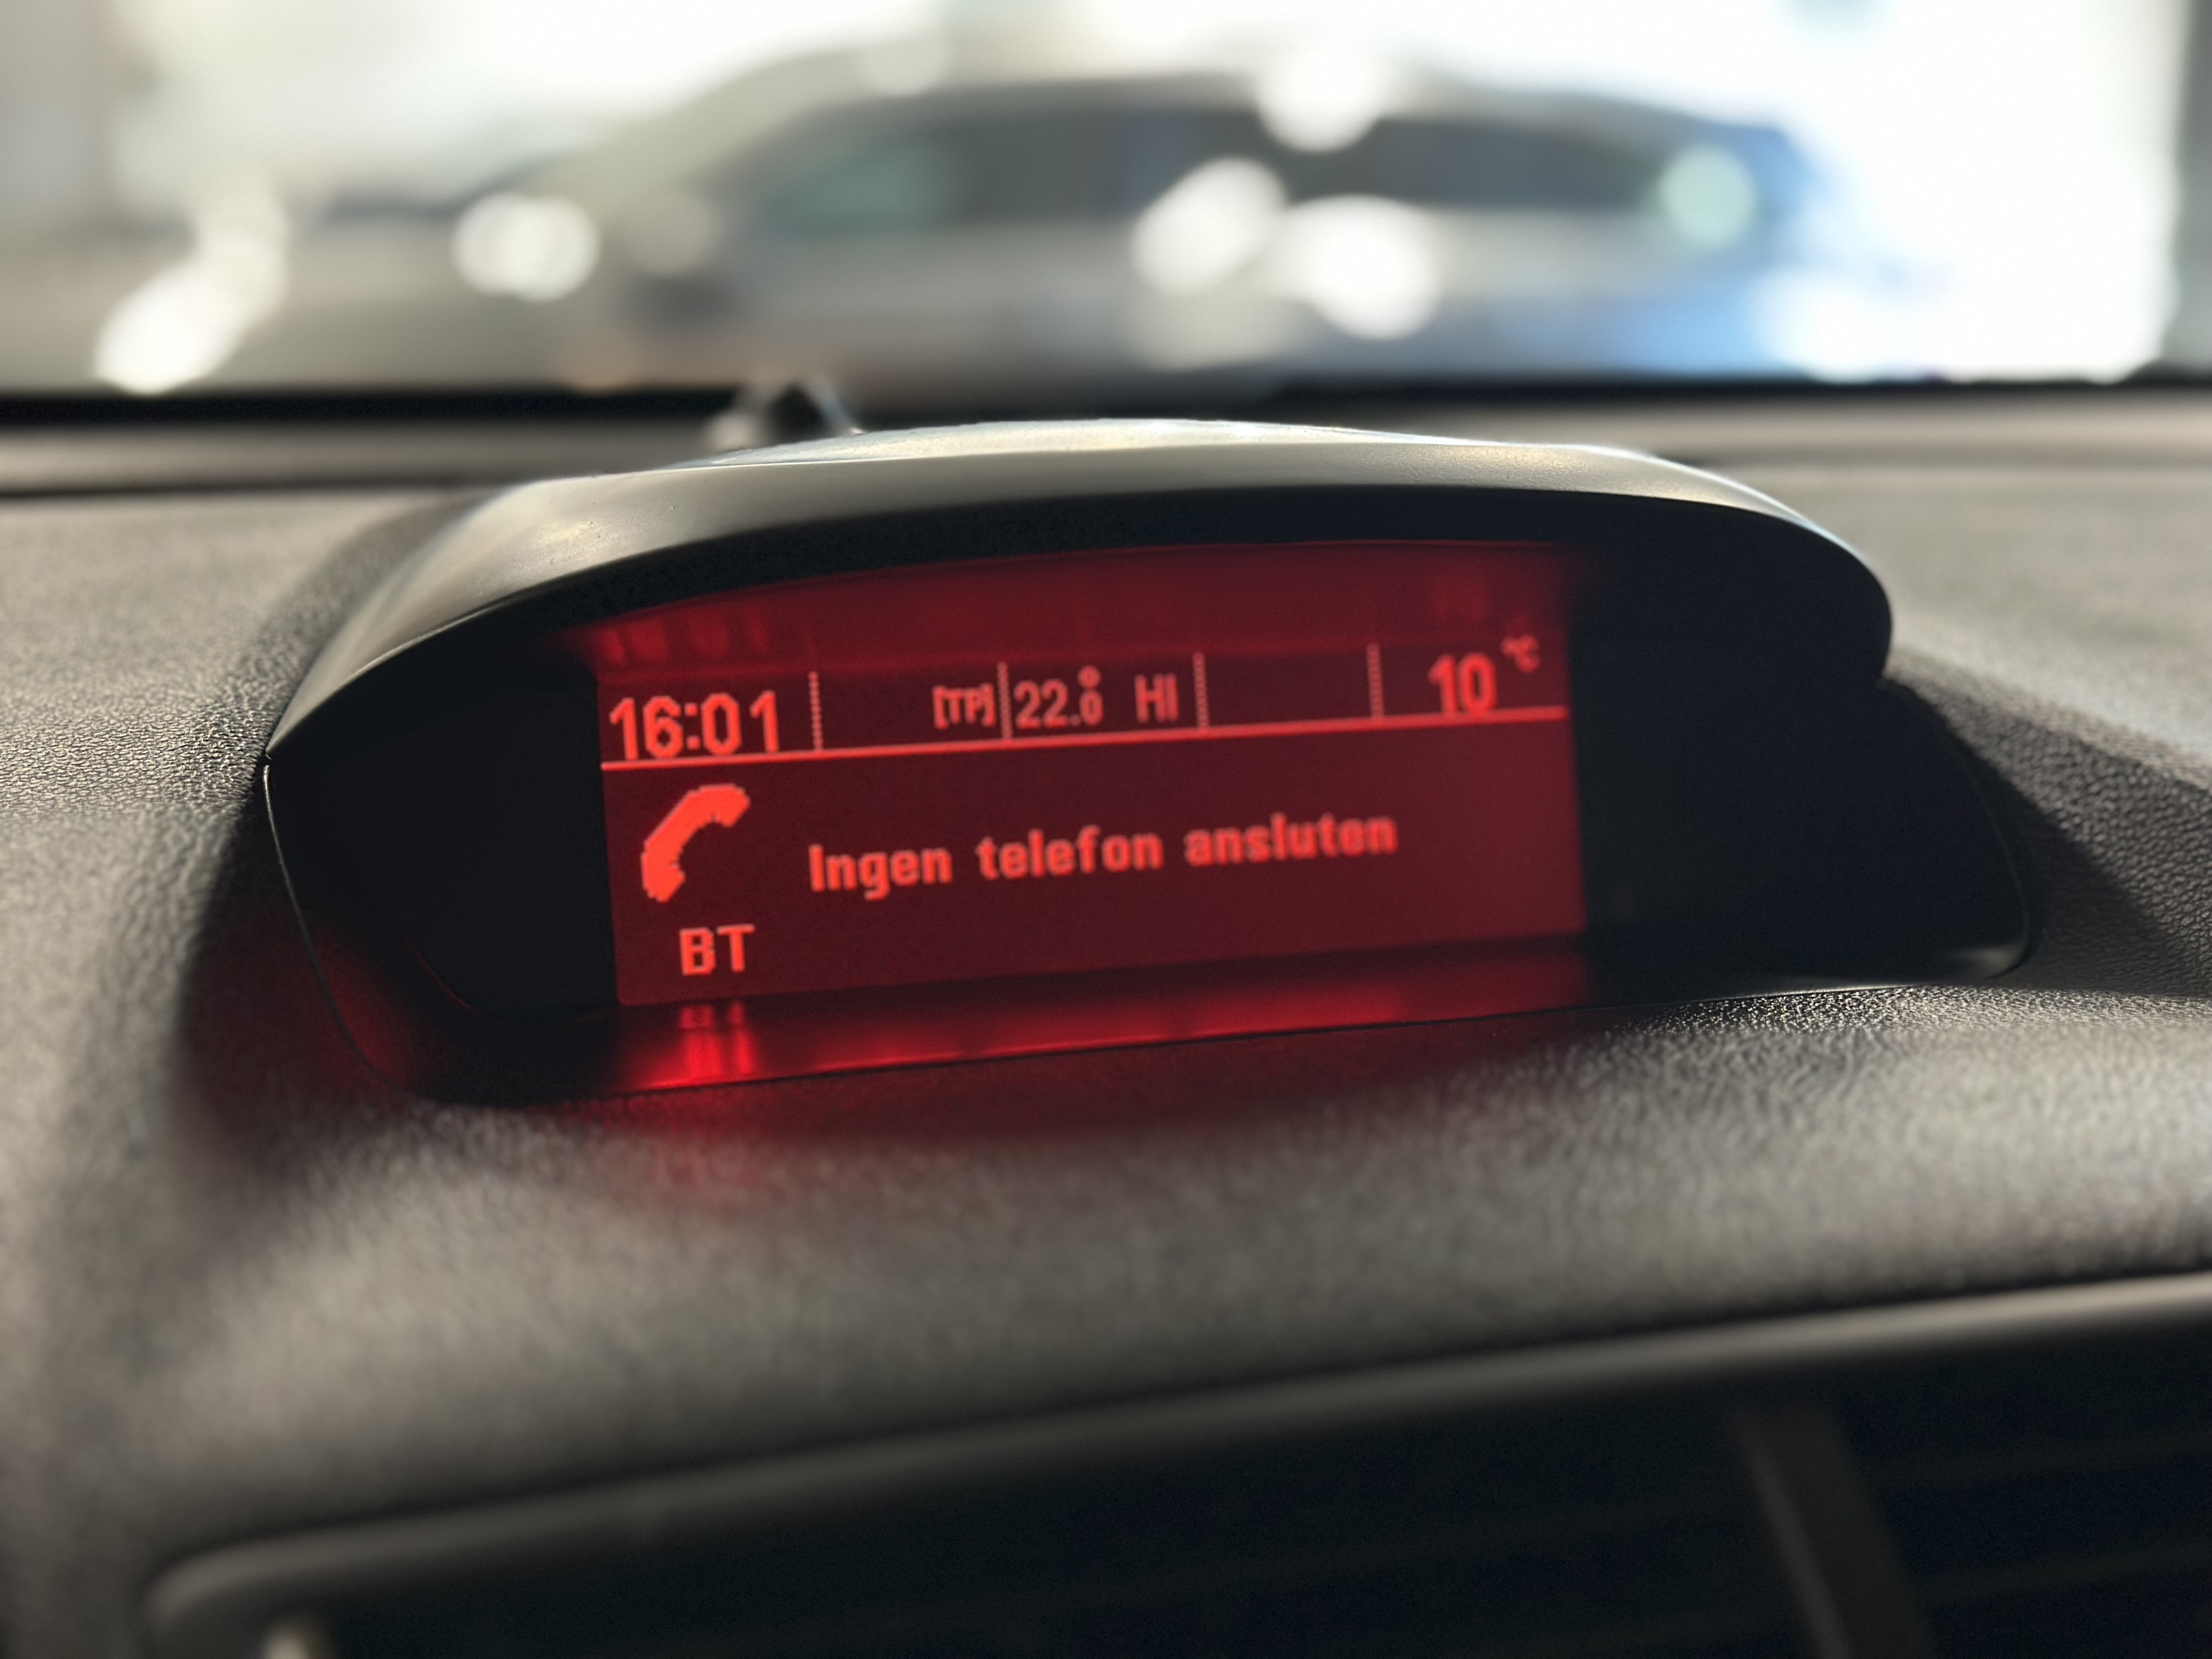 16:01 [TP] 22.0° HI 10 °C
Ingen telefon ansluten
BT